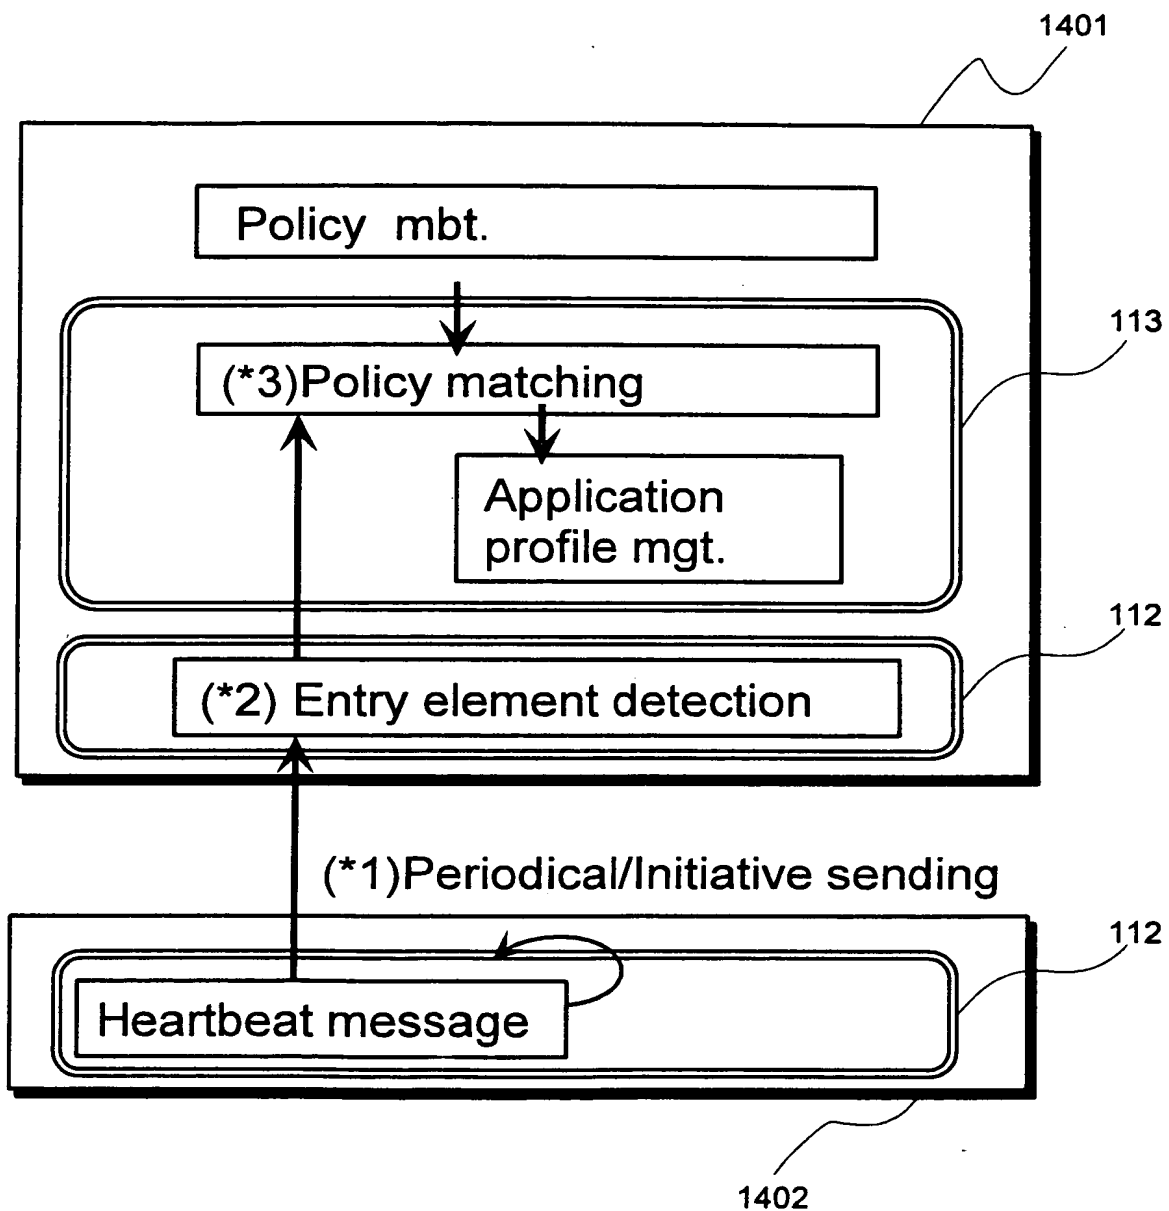 1401
Policy mbt.
113
(*3)Policy matching
Application
profile mgt.
112
(*2) Entry element detection
(*1)Periodical/Initiative sending
112
Heartbeat message
1402